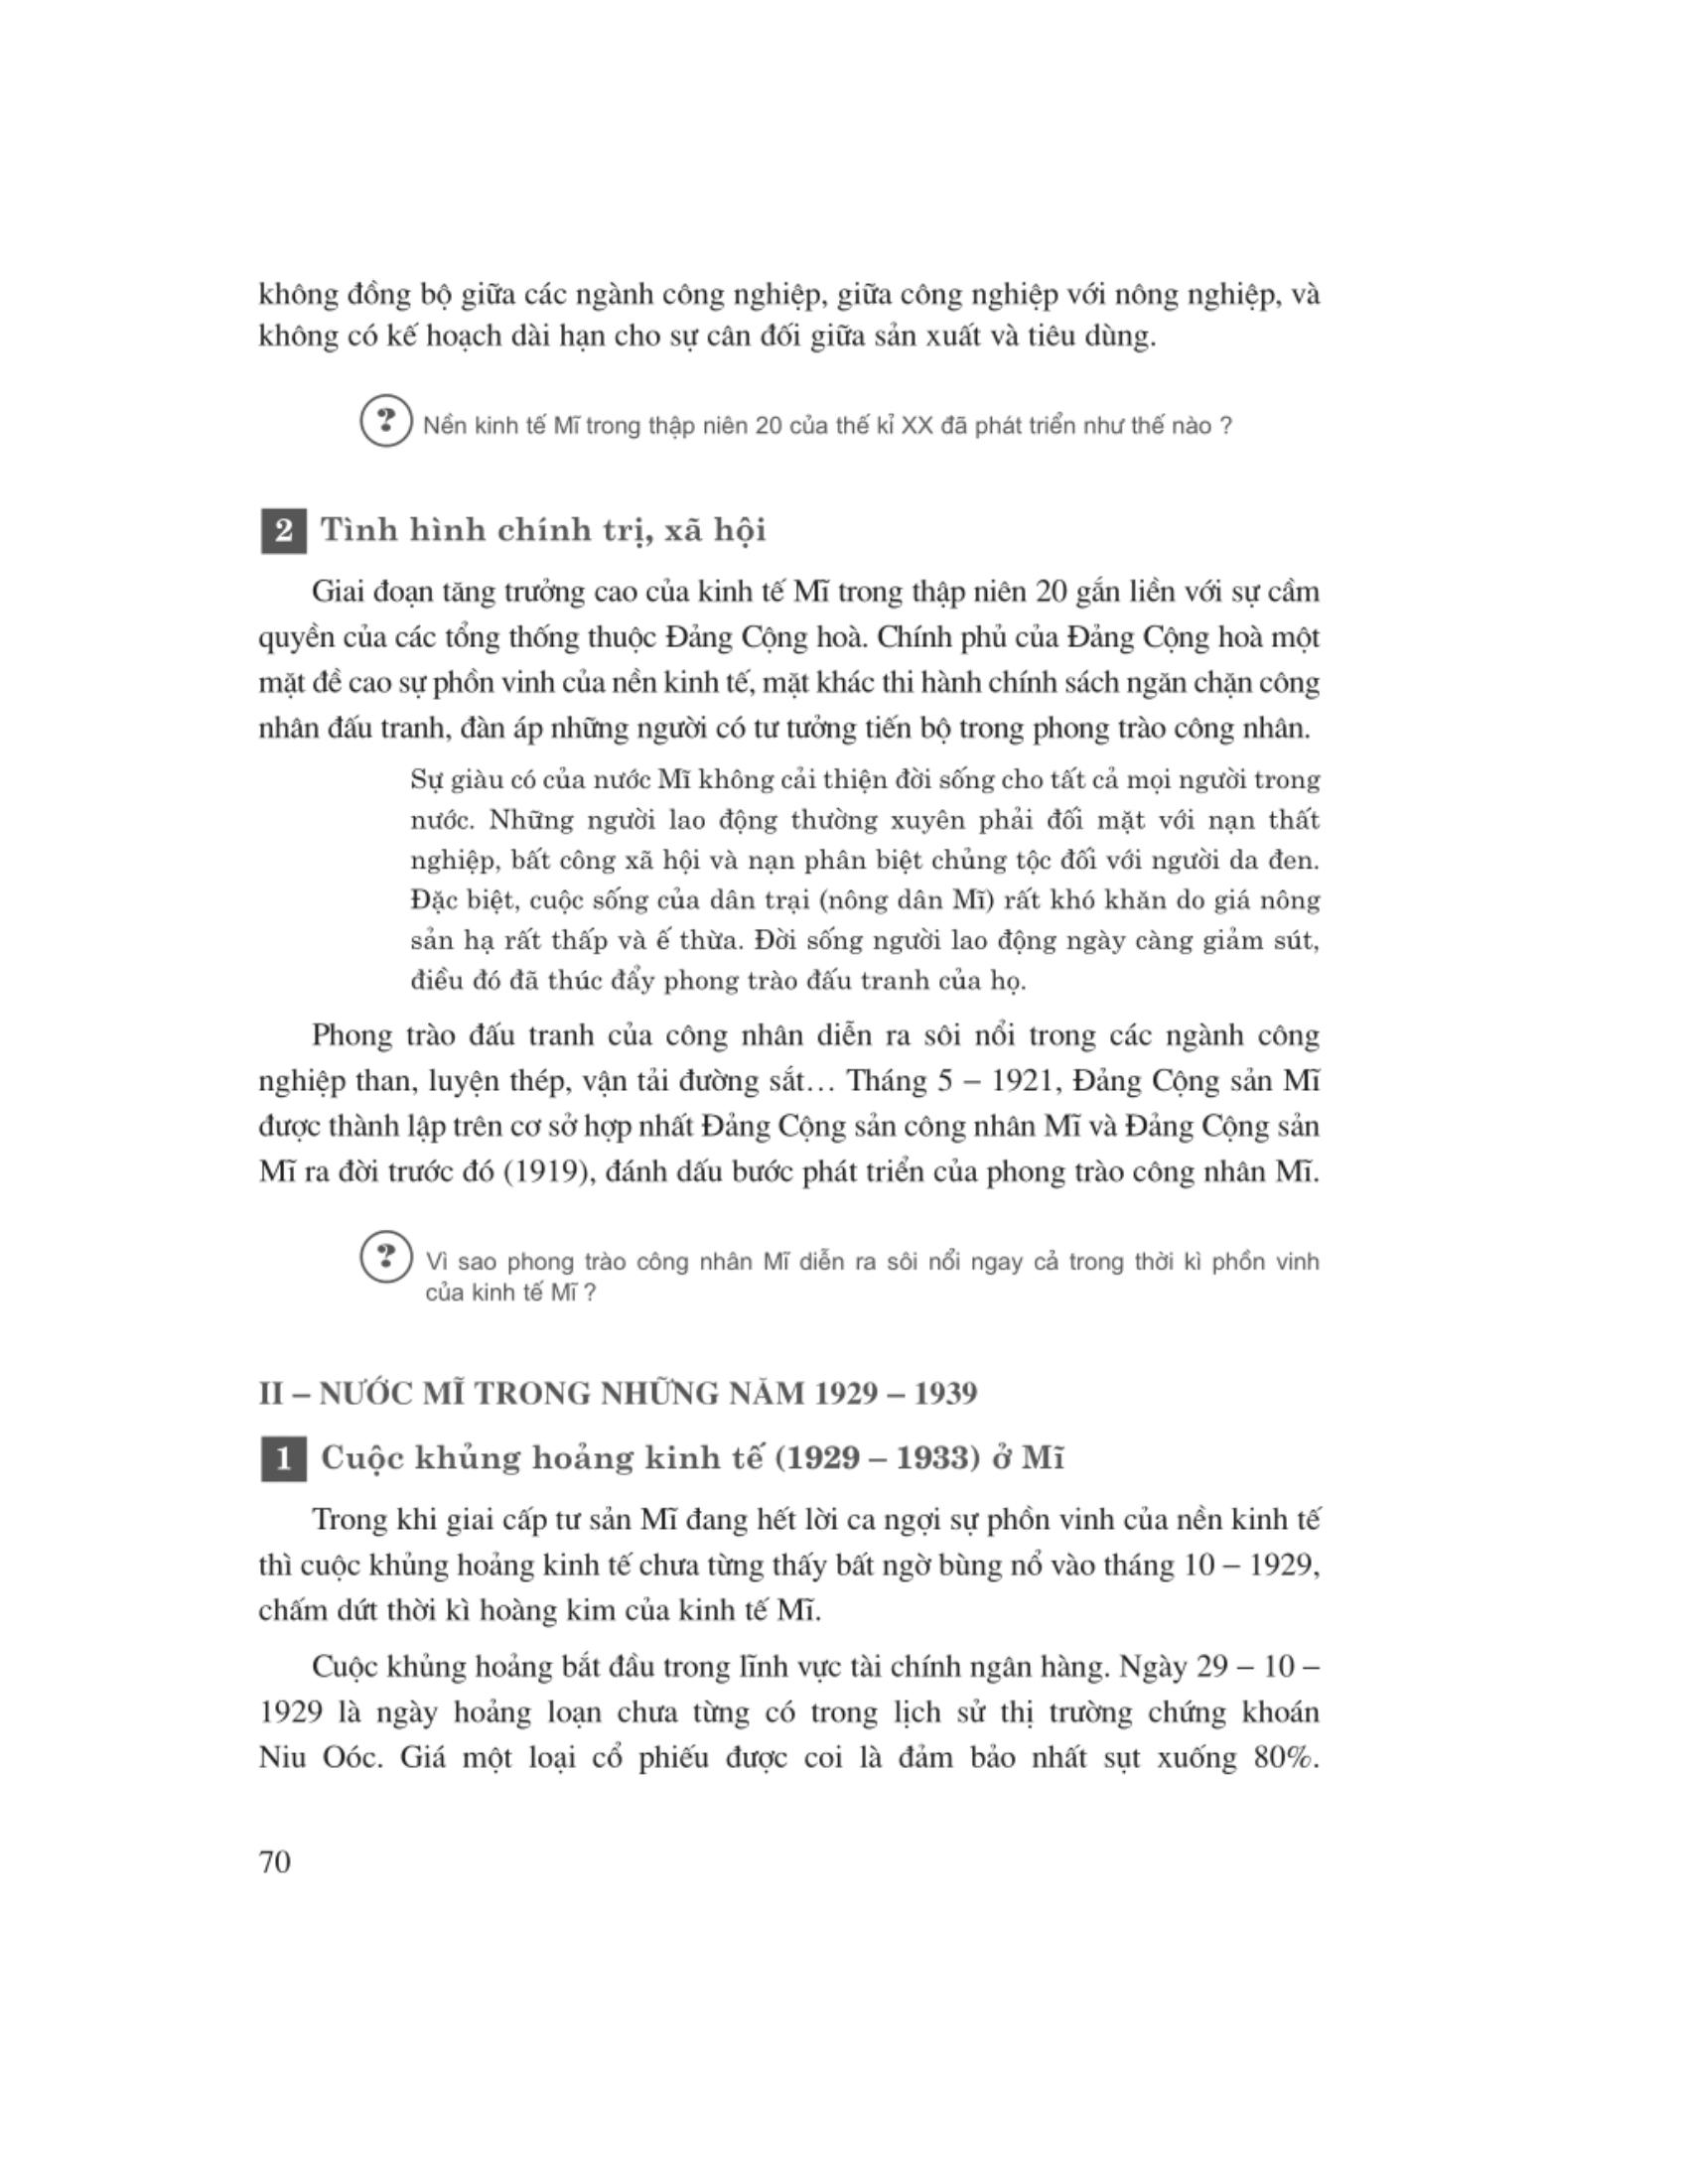 không đồng bộ giữa các ngành công nghiệp, giữa công nghiệp với nông nghiệp, và
không có kế hoạch dài hạn cho sự cân đối giữa sản xuất và tiêu dùng.
? Nền kinh tế Mĩ trong thập niên 20 của thế kỉ XX đã phát triển như thế nào ?
2 Tình hình chính trị, xã hội
Giai đoạn tăng trưởng cao của kinh tế Mĩ trong thập niên 20 gắn liền với sự cầm
quyền của các tổng thống thuộc Đảng Cộng hoà. Chính phủ của Đảng Cộng hoà một
mặt đề cao sự phồn vinh của nền kinh tế, mặt khác thi hành chính sách ngăn chặn công
nhân đấu tranh, đàn áp những người có tư tưởng tiến bộ trong phong trào công nhân.
Sự giàu có của nước Mĩ không cải thiện đời sống cho tất cả mọi người trong
nước. Những người lao động thường xuyên phải đối mặt với nạn thất
nghiệp, bất công xã hội và nạn phân biệt chủng tộc đối với người da đen.
Đặc biệt, cuộc sống của dân trại (nông dân Mĩ) rất khó khăn do giá nông
sản hạ rất thấp và ế thừa. Đời sống người lao động ngày càng giảm sút,
điều đó đã thúc đẩy phong trào đấu tranh của họ.
Phong trào đấu tranh của công nhân diễn ra sôi nổi trong các ngành công
nghiệp than, luyện thép, vận tải đường sắt... Tháng 5 – 1921, Đảng Cộng sản Mĩ
được thành lập trên cơ sở hợp nhất Đảng Cộng sản công nhân Mĩ và Đảng Cộng sản
Mĩ ra đời trước đó (1919), đánh dấu bước phát triển của phong trào công nhân Mĩ.
? Vì sao phong trào công nhân Mĩ diễn ra sôi nổi ngay cả trong thời kì phồn vinh
của kinh tế Mĩ ?
II – NƯỚC MĨ TRONG NHỮNG NĂM 1929 – 1939
1 Cuộc khủng hoảng kinh tế (1929 – 1933) ở Mĩ
Trong khi giai cấp tư sản Mĩ đang hết lời ca ngợi sự phồn vinh của nền kinh tế
thì cuộc khủng hoảng kinh tế chưa từng thấy bất ngờ bùng nổ vào tháng 10 – 1929,
chấm dứt thời kì hoàng kim của kinh tế Mĩ.
Cuộc khủng hoảng bắt đầu trong lĩnh vực tài chính ngân hàng. Ngày 29 – 10 –
1929 là ngày hoảng loạn chưa từng có trong lịch sử thị trường chứng khoán
Niu Oóc. Giá một loại cổ phiếu được coi là đảm bảo nhất sụt xuống 80%.
70